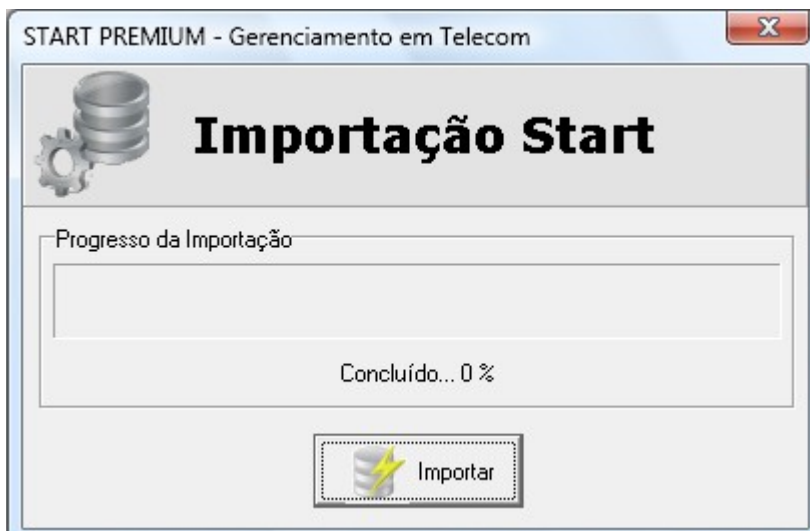 START PREMIUM - Gerenciamento em Telecom
Importação Start
Progresso da Importação
Concluído... 0 %
Importar